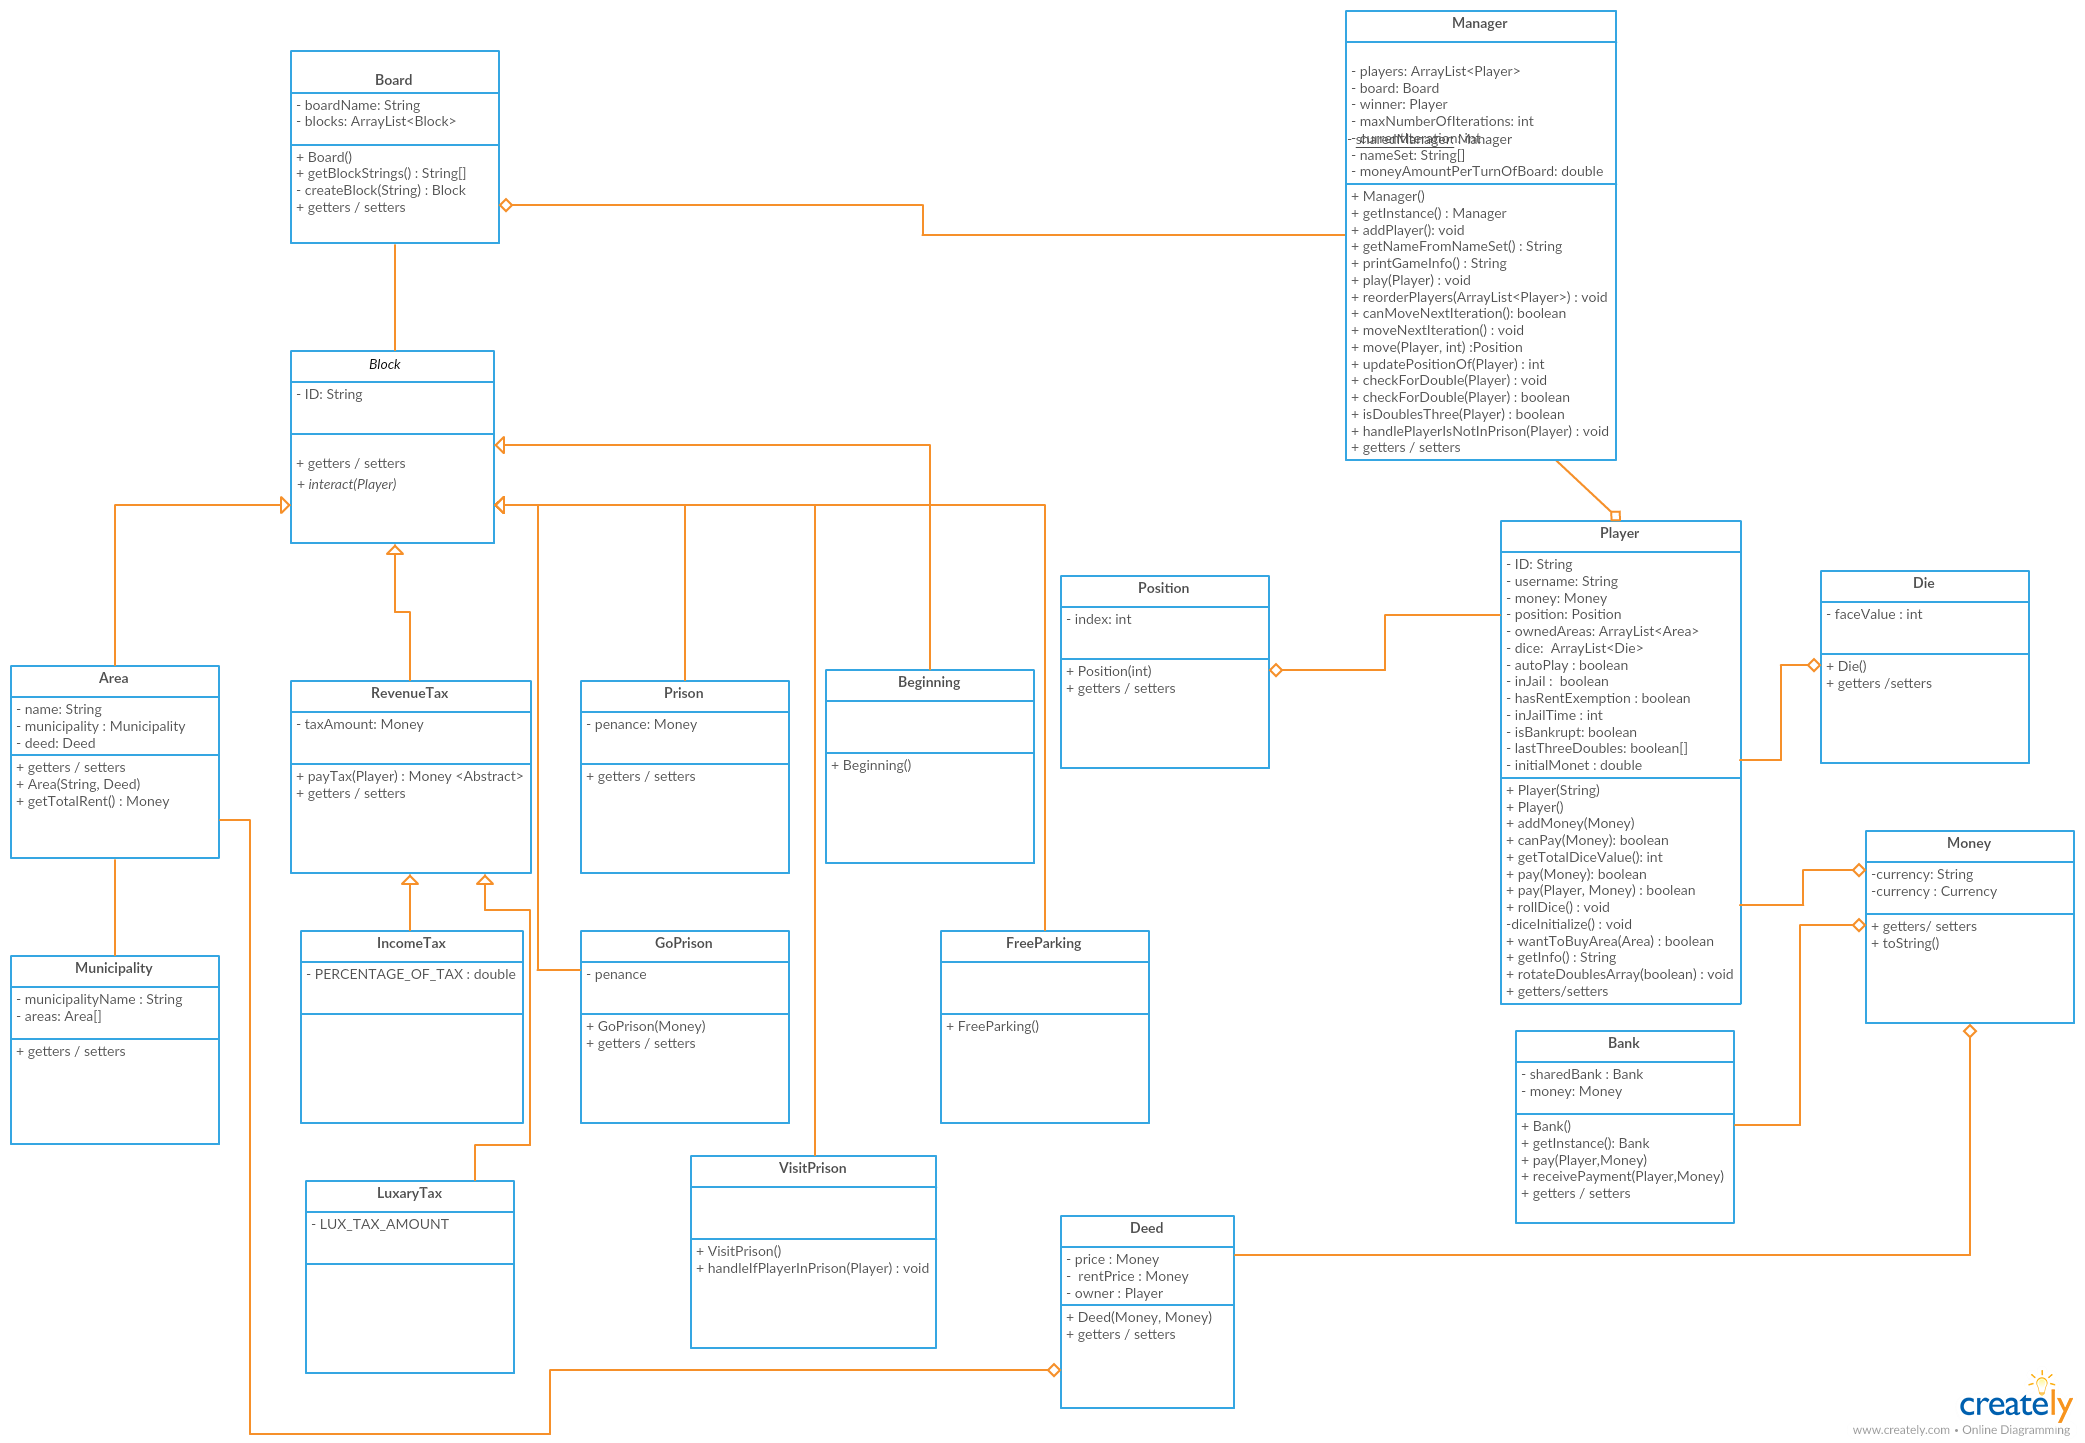 Manager
- players: ArrayList<Player>
- board: Board
- winner: Player
- maxNumberOfIterations: int
- currentIteration: int
- sharedManager: Manager
- nameSet: String[]
- moneyAmountPerTurnOfBoard: double
+ Manager()
+ getInstance() : Manager
+ addPlayer(): void
+ getNameFromNameSet() : String
+ printGameInfo() : String
+ play(Player) : void
+ reorderPlayers(ArrayList<Player>) : void
+ canMoveNextIteration(): boolean
+ moveNextIteration() : void
+ move(Player, int) :Position
+ updatePositionOf(Player) : int
+ checkForDouble(Player) : void
+ checkForDouble(Player) : boolean
+ isDoublesThree(Player) : boolean
+ handlePlayerIsNotInPrison(Player) : void
+ getters / setters
Board
- boardName: String
- blocks: ArrayList<Block>
+ Board()
+ getBlockStrings() : String[]
- createBlock(String) : Block
+ getters / setters
Block
- ID: String
+ getters / setters
+ interact(Player)
Player
- ID: String
- username: String
- money: Money
- position: Position
- ownedAreas: ArrayList<Area>
- dice:  ArrayList<Die>
- autoPlay : boolean
- inJail :  boolean
- hasRentExemption : boolean
- inJailTime : int
- isBankrupt: boolean
- lastThreeDoubles: boolean[]
- initialMonet : double
+ Player(String)
+ Player()
+ addMoney(Money)
+ canPay(Money): boolean
+ getTotalDiceValue(): int
+ pay(Money): boolean
+ pay(Player, Money) : boolean
+ rollDice() : void
-diceInitialize() : void
+ wantToBuyArea(Area) : boolean
+ getInfo() : String
+ rotateDoublesArray(boolean) : void
+ getters/setters
Position
- index: int
+ Position(int)
+ getters / setters
Die
- faceValue : int
+ Die()
+ getters /setters
Area
- name: String
- municipality : Municipality
- deed: Deed
+ getters / setters
+ Area(String, Deed)
+ getTotalRent() : Money
RevenueTax
- taxAmount: Money
+ payTax(Player) : Money <Abstract>
+ getters / setters
Prison
- penance: Money
+ getters / setters
Beginning
+ Beginning()
Money
-currency: String
-currency : Currency
+ getters/ setters
+ toString()
Municipality
- municipalityName : String
- areas: Area[]
+ getters / setters
IncomeTax
- PERCENTAGE_OF_TAX : double
GoPrison
- penance
+ GoPrison(Money)
+ getters / setters
FreeParking
+ FreeParking()
Bank
- sharedBank : Bank
- money: Money
+ Bank()
+ getInstance(): Bank
+ pay(Player,Money)
+ receivePayment(Player,Money)
+ getters / setters
LuxaryTax
- LUX_TAX_AMOUNT
VisitPrison
+ VisitPrison()
+ handleIfPlayerInPrison(Player) : void
Deed
- price : Money
-  rentPrice : Money
- owner : Player
+ Deed(Money, Money)
+ getters / setters
creately
www.creately.com • Online Diagramming